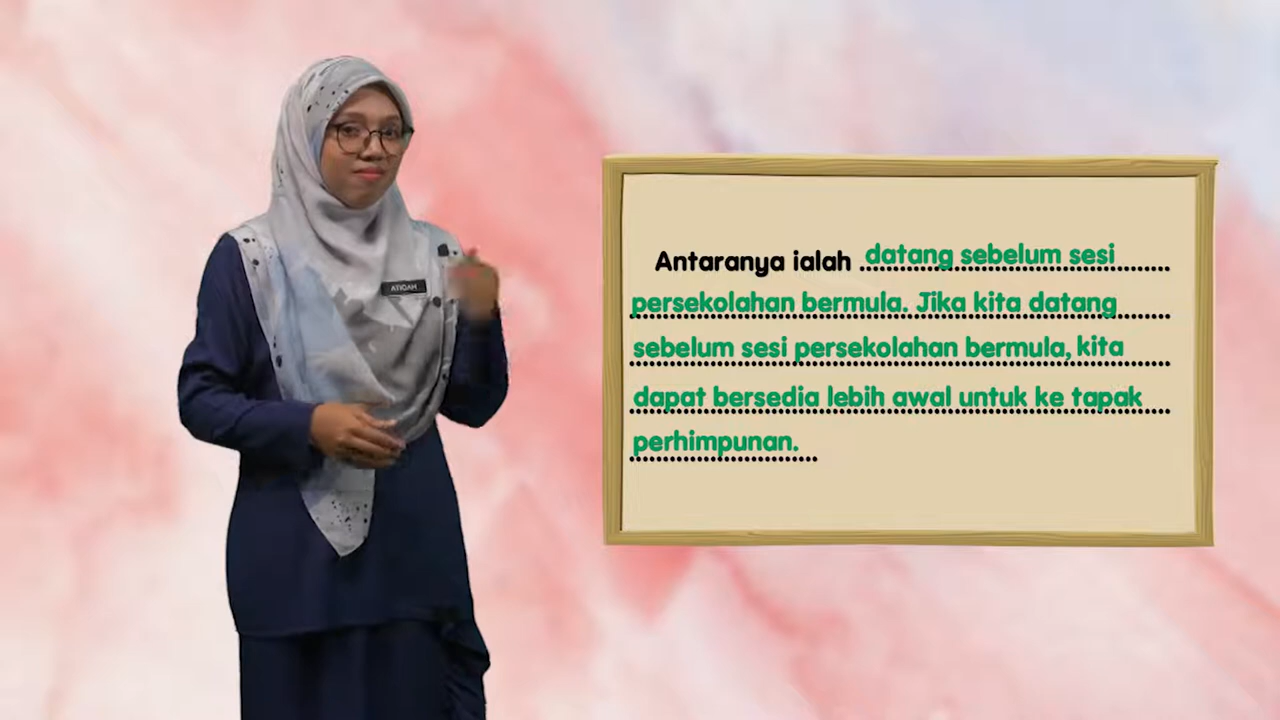 ATIQAH
Antaranya ialah datang sebelum sesi
persekolahan bermula. Jika kita datang
sebelum sesi persekolahan bermula, kita
dapat bersedia lebih awal untuk ke tapak
perhimpunan.